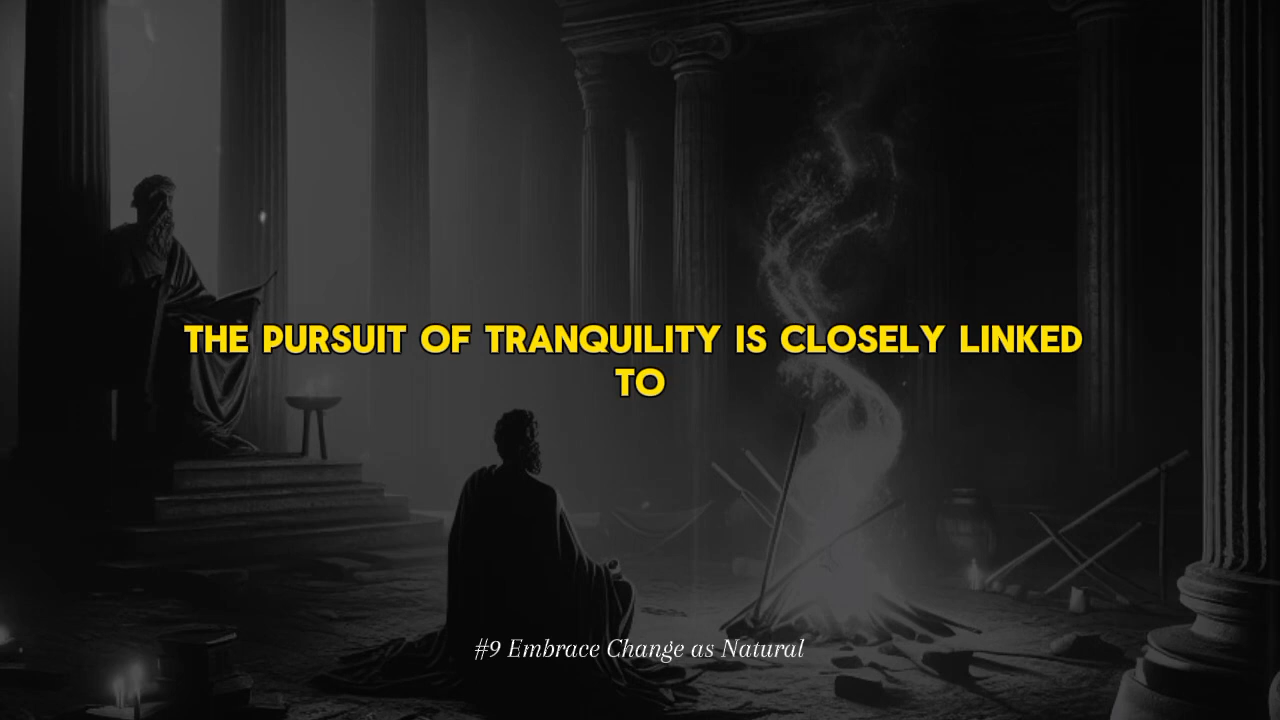 THE PURSUIT OF TRANQUILITY IS CLOSELY LINKED
TO
#9 Embrace Change as Natural